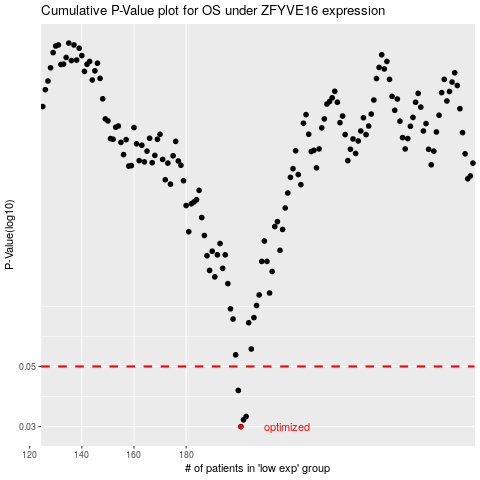 Cumulative P-Value plot for OS under ZFYVE16 expression
P-Value(log10)
0.05
0.03
optimized
120 140 160 180
# of patients in 'low exp' group